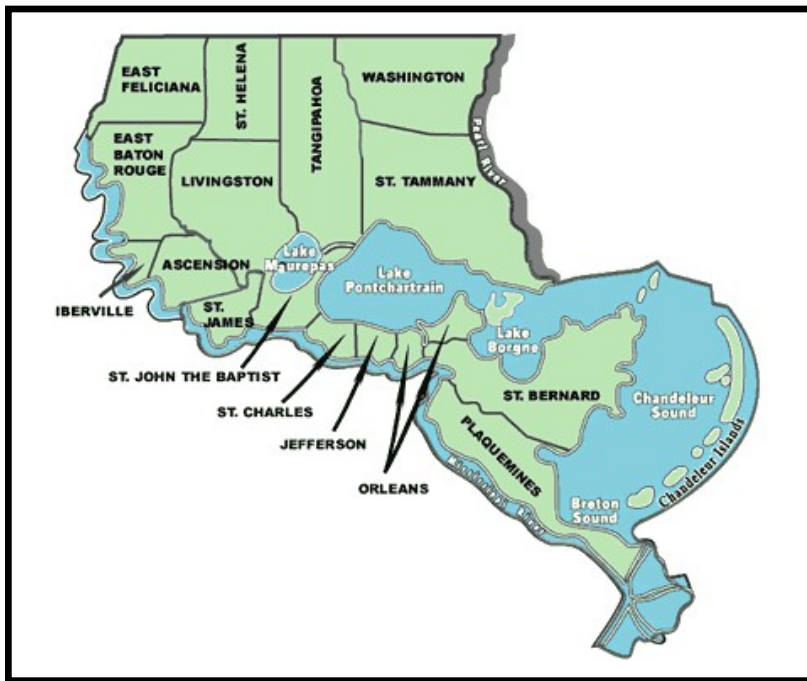 EAST
FELICIANA
ST. HELENA
TANGIPAHOA
WASHINGTON
Pearl River
EAST
BATON
ROUGE
LIVINGSTON
ST. TAMMANY
Lake
Maurepas
ASCENSION
Lake
Pontchartrain
IBERVILLE
ST.
JAMES
Lake
Borgne
ST. JOHN THE BAPTIST
ST. BERNARD
Chandeleur
Sound
ST. CHARLES
JEFFERSON
PLAQUEMINES
Chandeleur Islands
ORLEANS
Mississippi River
Breton
Sound